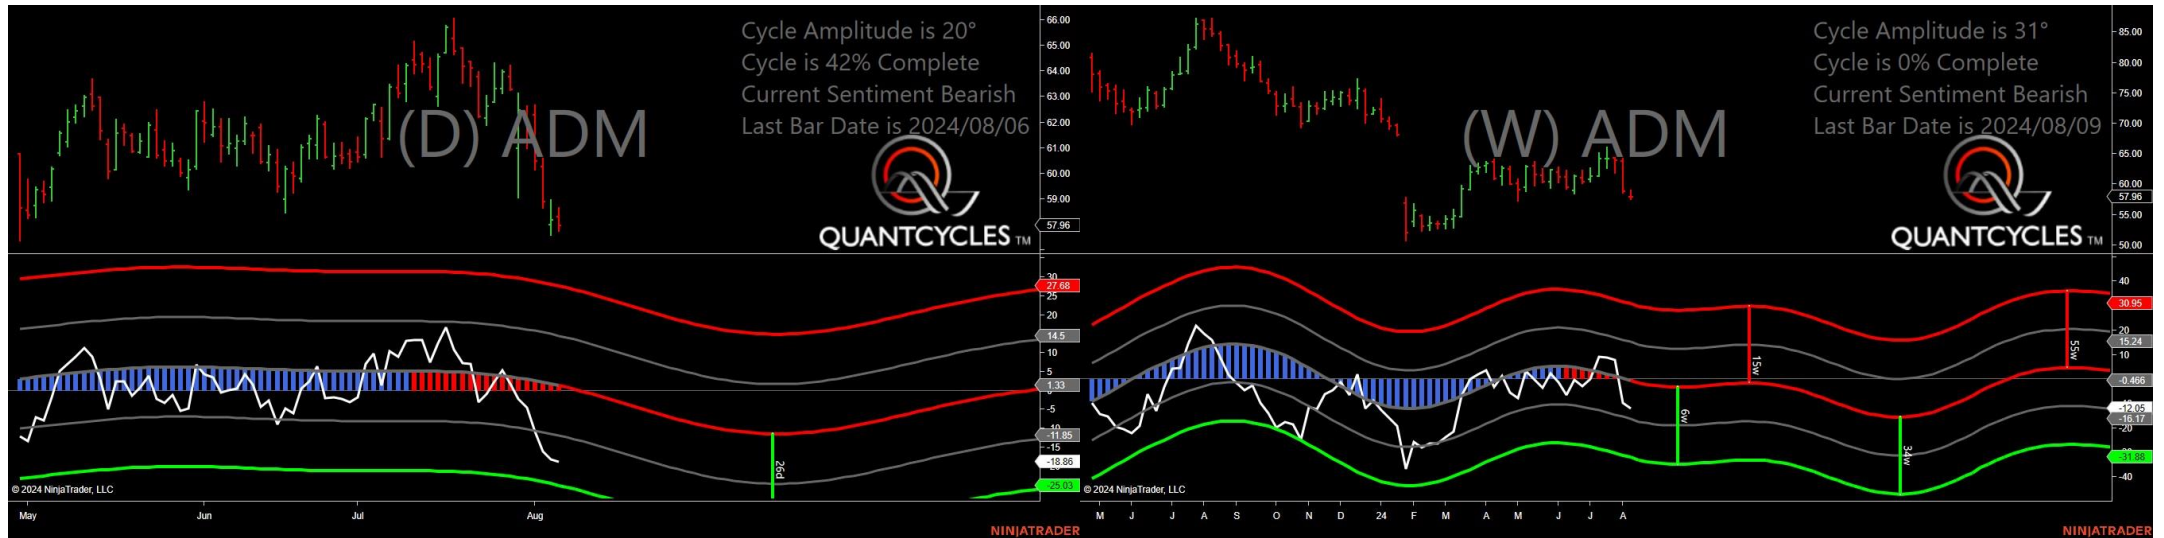 Cycle Amplitude is 20°
Cycle is 42% Complete
Current Sentiment Bearish
Last Bar Date is 2024/08/06
(D) ADM
QUANTCYCLES TM
66.00
65.00
64.00
63.00
62.00
61.00
60.00
59.00
57.96
30
27.68
25
20
14.5
10
5
1.33
-5
-11.85
-15
-18.86
-25.03
26d
© 2024 NinjaTrader, LLC
May Jun Jul Aug
NINJATRADER
Cycle Amplitude is 31°
Cycle is 0% Complete
Current Sentiment Bearish
Last Bar Date is 2024/08/09
(W) ADM
QUANTCYCLES TM
85.00
80.00
75.00
70.00
65.00
60.00
57.96
55.00
50.00
40
30.95
20
15.24
10
-0.466
-12.05
-16.17
-20
-31.88
-40
6w
15w
34w
55w
© 2024 NinjaTrader, LLC
M J J A S O N D 24 F M A M J J A
NINJATRADER